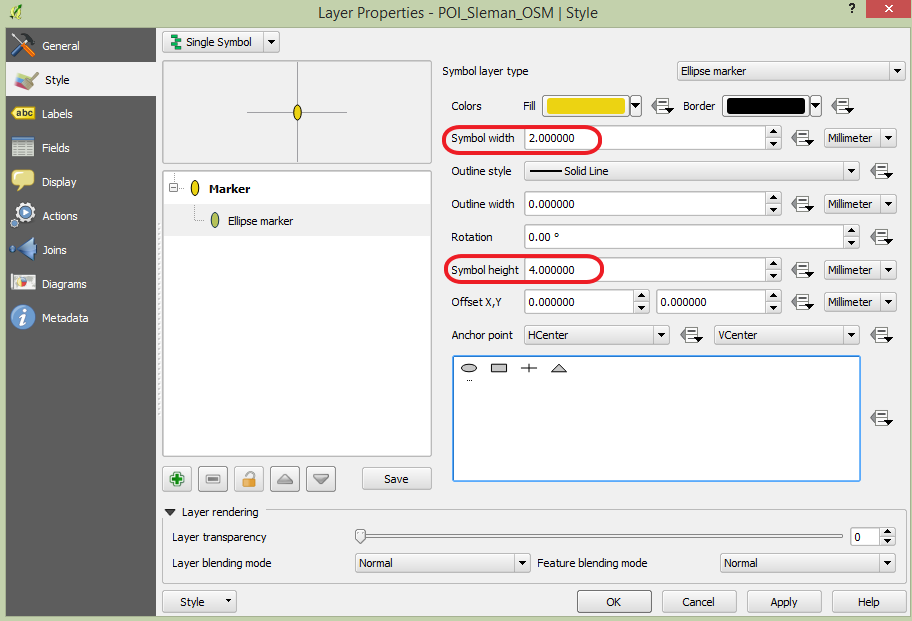 Layer Properties - POI_Sleman_OSM | Style
?
General
Style
abc Labels
Fields
Display
Actions
Joins
Diagrams
Metadata
Single Symbol
Marker
Ellipse marker
Save
Symbol layer type Ellipse marker
Colors Fill Border
Symbol width 2.000000 Millimeter
Outline style Solid Line
Outline width 0.000000 Millimeter
Rotation 0.00 °
Symbol height 4.000000 Millimeter
Offset X,Y 0.000000 0.000000 Millimeter
Anchor point HCenter VCenter
...
Layer rendering
Layer transparency 0
Layer blending mode Normal Feature blending mode Normal
Style OK Cancel Apply Help